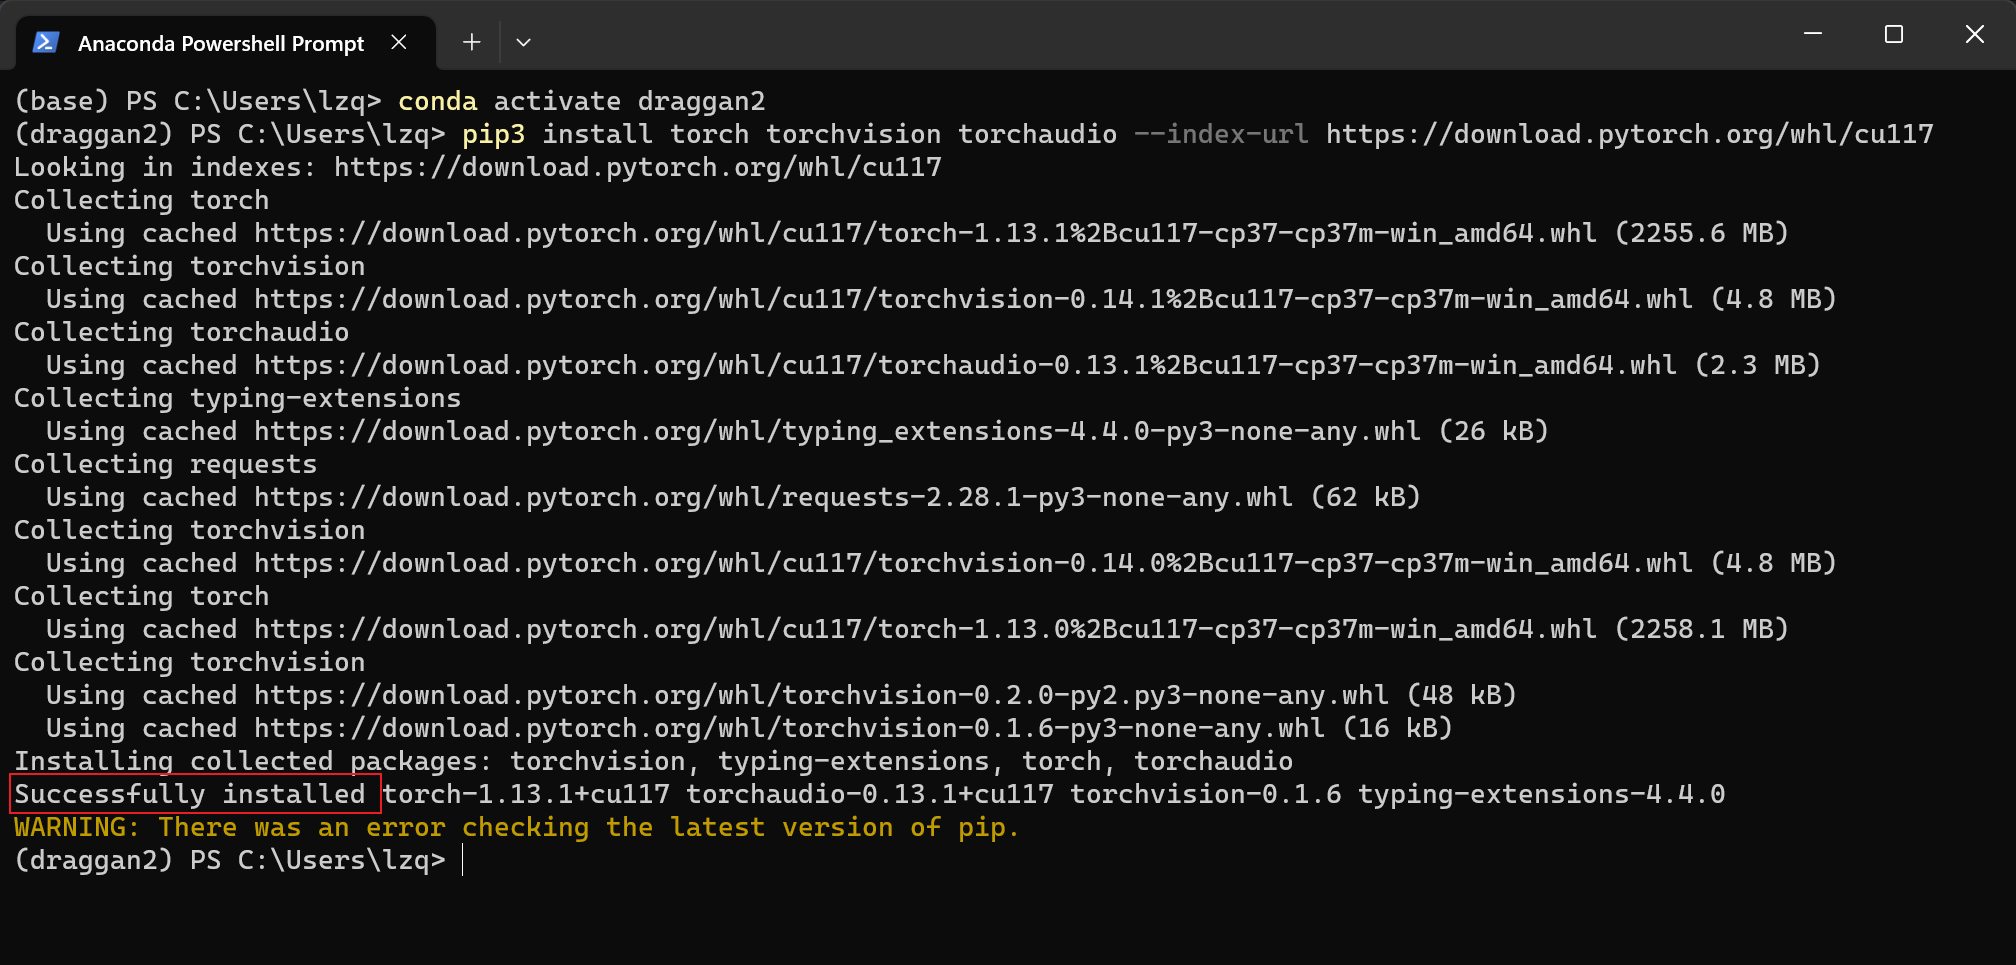 Anaconda Powershell Prompt
(base) PS C:\Users\lzq> conda activate draggan2
(draggan2) PS C:\Users\lzq> pip3 install torch torchvision torchaudio --index-url https://download.pytorch.org/whl/cu117
Looking in indexes: https://download.pytorch.org/whl/cu117
Collecting torch
  Using cached https://download.pytorch.org/whl/cu117/torch-1.13.1%2Bcu117-cp37-cp37m-win_amd64.whl (2255.6 MB)
Collecting torchvision
  Using cached https://download.pytorch.org/whl/cu117/torchvision-0.14.1%2Bcu117-cp37-cp37m-win_amd64.whl (4.8 MB)
Collecting torchaudio
  Using cached https://download.pytorch.org/whl/cu117/torchaudio-0.13.1%2Bcu117-cp37-cp37m-win_amd64.whl (2.3 MB)
Collecting typing-extensions
  Using cached https://download.pytorch.org/whl/typing_extensions-4.4.0-py3-none-any.whl (26 kB)
Collecting requests
  Using cached https://download.pytorch.org/whl/requests-2.28.1-py3-none-any.whl (62 kB)
Collecting torchvision
  Using cached https://download.pytorch.org/whl/cu117/torchvision-0.14.0%2Bcu117-cp37-cp37m-win_amd64.whl (4.8 MB)
Collecting torch
  Using cached https://download.pytorch.org/whl/cu117/torch-1.13.0%2Bcu117-cp37-cp37m-win_amd64.whl (2258.1 MB)
Collecting torchvision
  Using cached https://download.pytorch.org/whl/torchvision-0.2.0-py2.py3-none-any.whl (48 kB)
  Using cached https://download.pytorch.org/whl/torchvision-0.1.6-py3-none-any.whl (16 kB)
Installing collected packages: torchvision, typing-extensions, torch, torchaudio
Successfully installed torch-1.13.1+cu117 torchaudio-0.13.1+cu117 torchvision-0.1.6 typing-extensions-4.4.0
WARNING: There was an error checking the latest version of pip.
(draggan2) PS C:\Users\lzq>